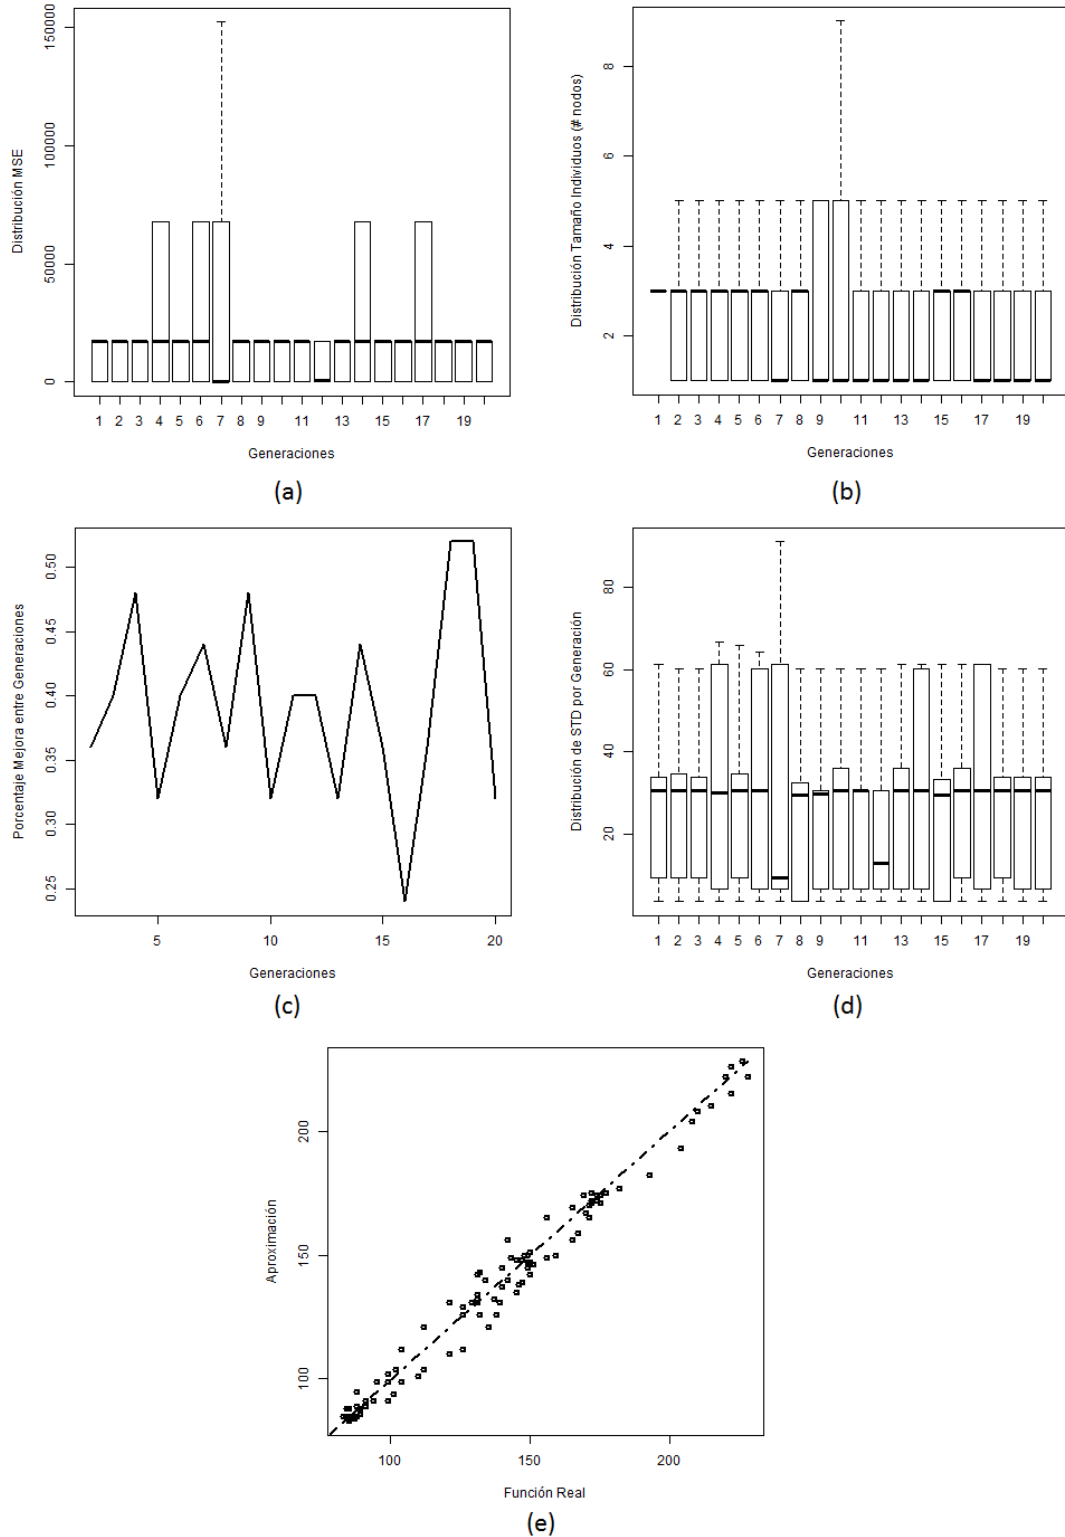 Distribución MSE
150000
100000
50000
0
1 2 3 4 5 6 7 8 9 11 13 15 17 19
Generaciones
(a)
Distribución Tamaño Individuos (# nodos)
8
6
4
2
1 2 3 4 5 6 7 8 9 11 13 15 17 19
Generaciones
(b)
Porcentaje Mejora entre Generaciones
0.50
0.45
0.40
0.35
0.30
0.25
5 10 15 20
Generaciones
(c)
Distribución de STD por Generación
80
60
40
20
1 2 3 4 5 6 7 8 9 11 13 15 17 19
Generaciones
(d)
Aproximación
200
150
100
100 150 200
Función Real
(e)